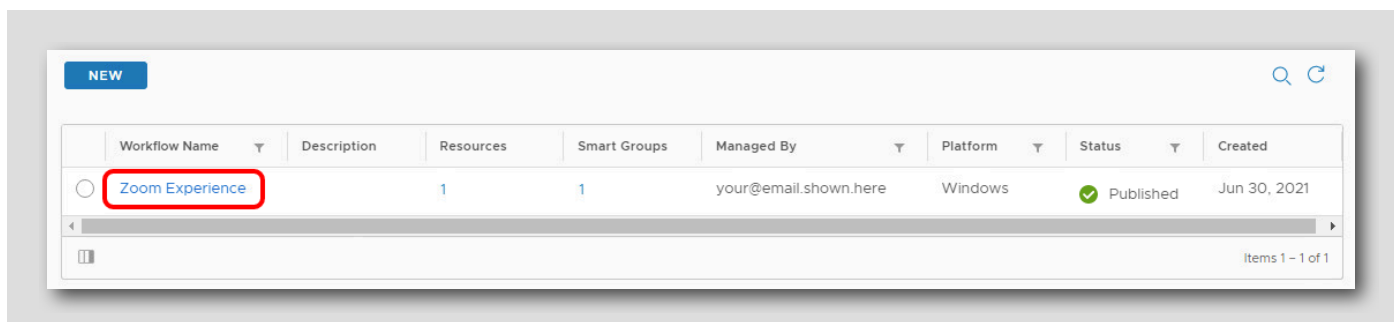 NEW
Workflow Name Description Resources Smart Groups Managed By Platform Status Created
Zoom Experience 1 1 your@email.shown.here Windows Published Jun 30, 2021
Items 1 – 1 of 1